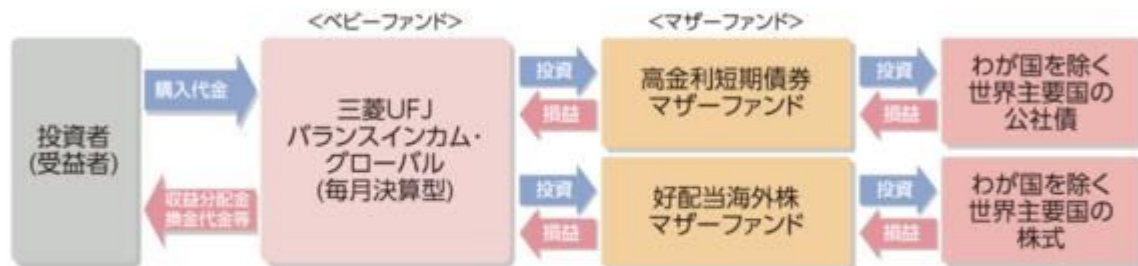 <ベビーファンド>
<マザーファンド>
投資者
(受益者)
購入代金
収益分配金
換金代金等
三菱UFJ
バランスインカム・
グローバル
(毎月決算型)
投資
損益
高金利短期債券
マザーファンド
投資
損益
わが国を除く
世界主要国の
公社債
投資
損益
好配当海外株
マザーファンド
投資
損益
わが国を除く
世界主要国の
株式